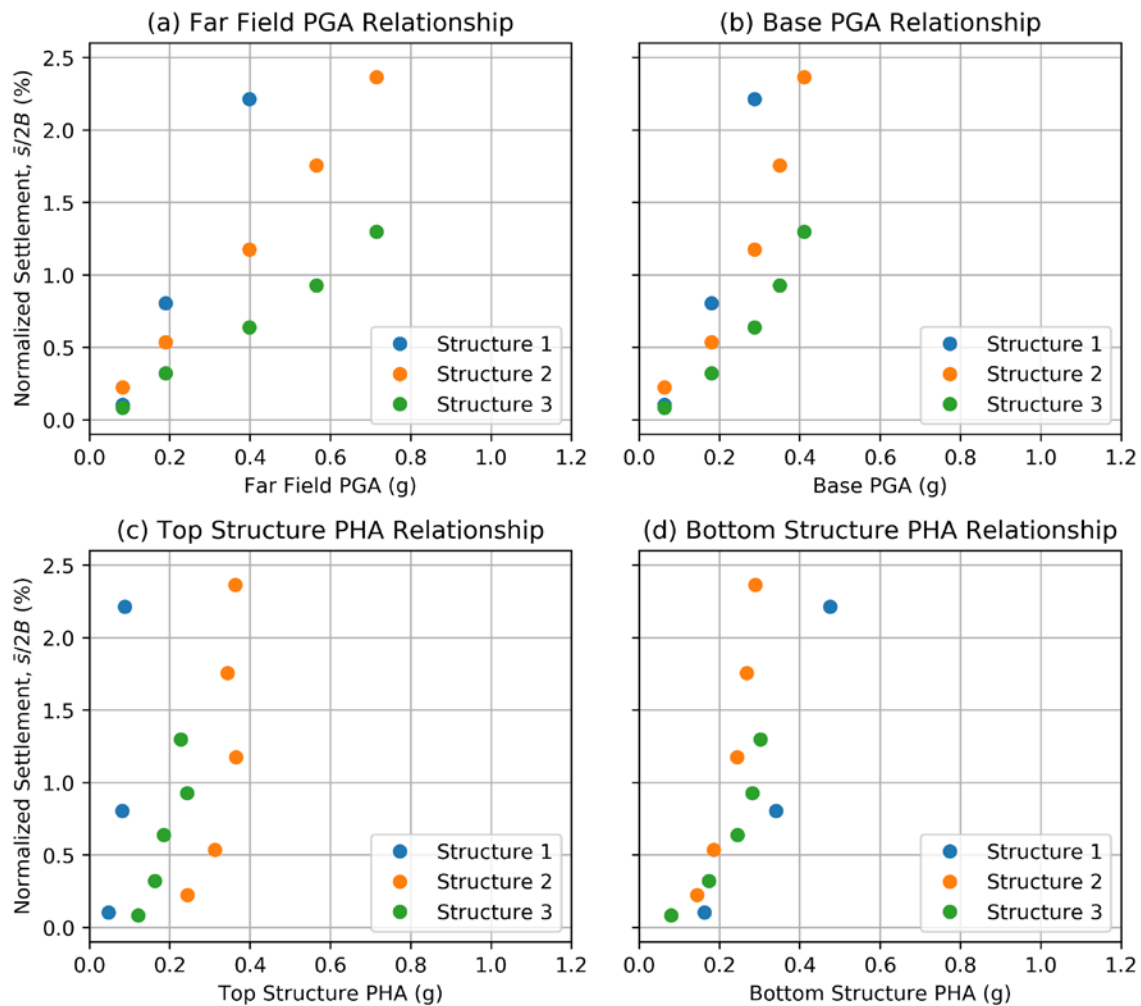 (a) Far Field PGA Relationship
2.5
2.0
1.5
1.0
0.5
0.0
Normalized Settlement, s̄/2B (%)
Structure 1
Structure 2
Structure 3
0.0 0.2 0.4 0.6 0.8 1.0 1.2
Far Field PGA (g)
(b) Base PGA Relationship
Structure 1
Structure 2
Structure 3
0.0 0.2 0.4 0.6 0.8 1.0 1.2
Base PGA (g)
(c) Top Structure PHA Relationship
2.5
2.0
1.5
1.0
0.5
0.0
Normalized Settlement, s̄/2B (%)
Structure 1
Structure 2
Structure 3
0.0 0.2 0.4 0.6 0.8 1.0 1.2
Top Structure PHA (g)
(d) Bottom Structure PHA Relationship
Structure 1
Structure 2
Structure 3
0.0 0.2 0.4 0.6 0.8 1.0 1.2
Bottom Structure PHA (g)